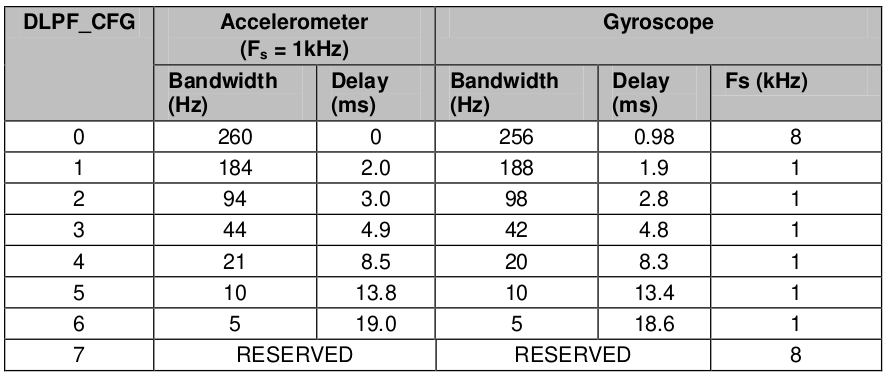 DLPF_CFG Accelerometer Gyroscope
(Fs = 1kHz)
Bandwidth Delay Bandwidth Delay Fs (kHz)
(Hz) (ms) (Hz) (ms)
0 260 0 256 0.98 8
1 184 2.0 188 1.9 1
2 94 3.0 98 2.8 1
3 44 4.9 42 4.8 1
4 21 8.5 20 8.3 1
5 10 13.8 10 13.4 1
6 5 19.0 5 18.6 1
7 RESERVED RESERVED 8